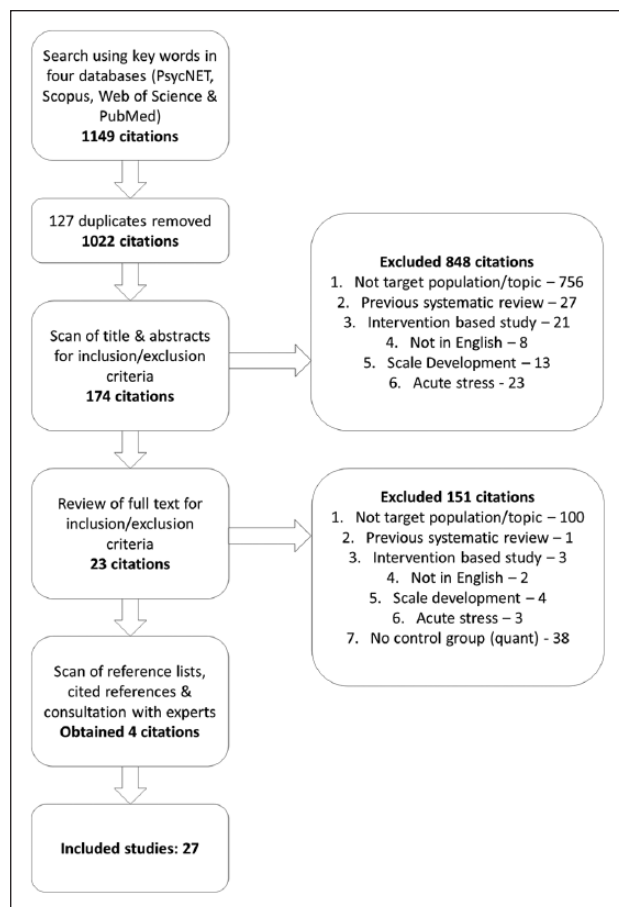 Search using key words in
four databases (PsycNET,
Scopus, Web of Science &
PubMed)
1149 citations
127 duplicates removed
1022 citations
Scan of title & abstracts
for inclusion/exclusion
criteria
174 citations
Excluded 848 citations
1. Not target population/topic – 756
2. Previous systematic review – 27
3. Intervention based study – 21
4. Not in English – 8
5. Scale Development – 13
6. Acute stress - 23
Review of full text for
inclusion/exclusion
criteria
23 citations
Excluded 151 citations
1. Not target population/topic – 100
2. Previous systematic review – 1
3. Intervention based study – 3
4. Not in English – 2
5. Scale development – 4
6. Acute stress – 3
7. No control group (quant) - 38
Scan of reference lists,
cited references &
consultation with experts
Obtained 4 citations
Included studies: 27